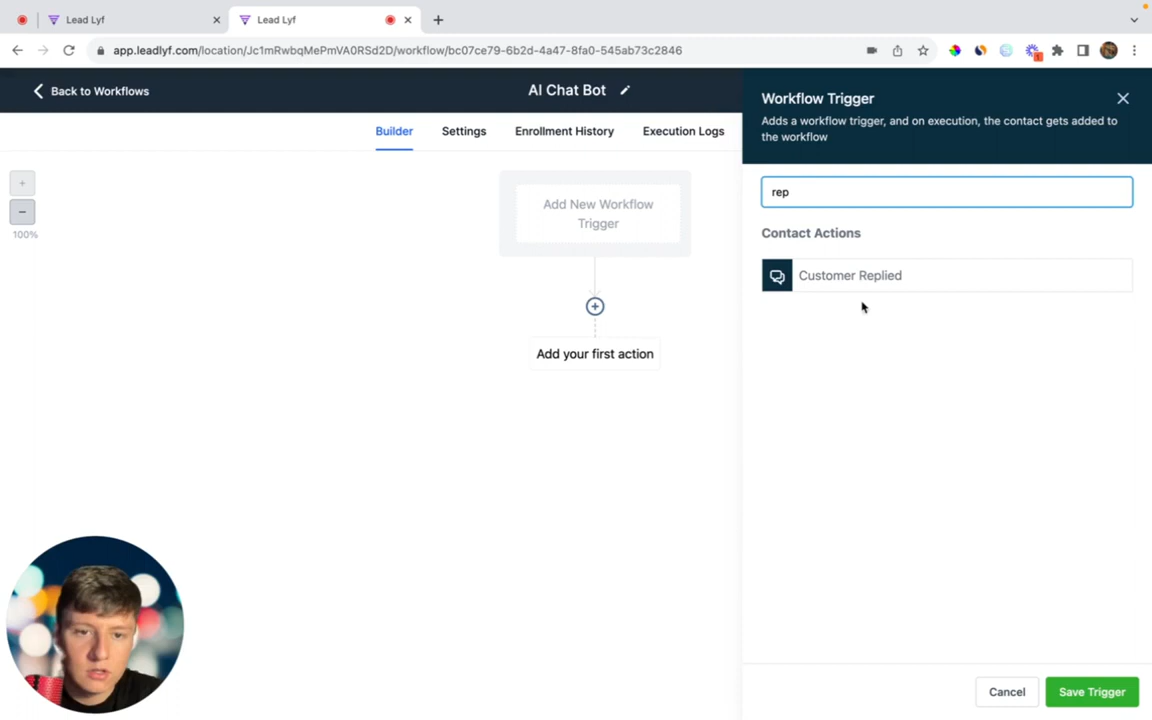 Lead Lyf
Lead Lyf
app.leadlyf.com/location/Jc1mRwbqMePmVA0RSd2D/workflow/bc07ce79-6b2d-4a47-8fa0-545ab73c2846
1
Back to Workflows
AI Chat Bot
Workflow Trigger
Adds a workflow trigger, and on execution, the contact gets added to
the workflow
Builder
Settings
Enrollment History
Execution Logs
100%
Add New Workflow
Trigger
Add your first action
rep
Contact Actions
Customer Replied
Cancel
Save Trigger